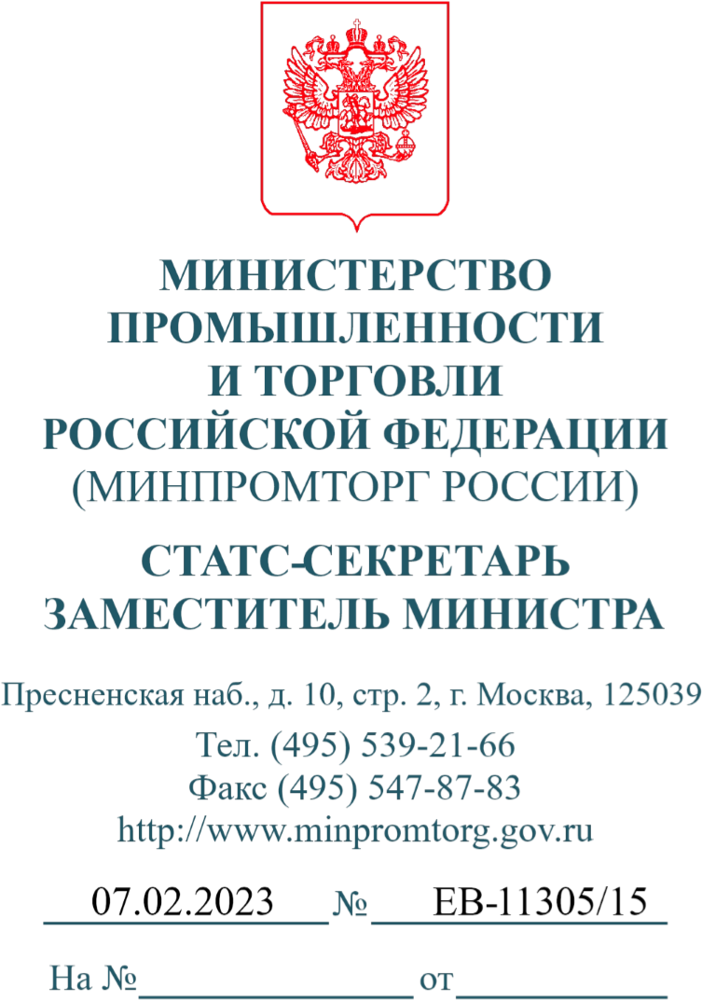 МИНИСТЕРСТВО
ПРОМЫШЛЕННОСТИ
И ТОРГОВЛИ
РОССИЙСКОЙ ФЕДЕРАЦИИ
(МИНПРОМТОРГ РОССИИ)
СТАТС-СЕКРЕТАРЬ
ЗАМЕСТИТЕЛЬ МИНИСТРА
Пресненская наб., д. 10, стр. 2, г. Москва, 125039
Тел. (495) 539-21-66
Факс (495) 547-87-83
http://www.minpromtorg.gov.ru
07.02.2023 № ЕВ-11305/15
На № от